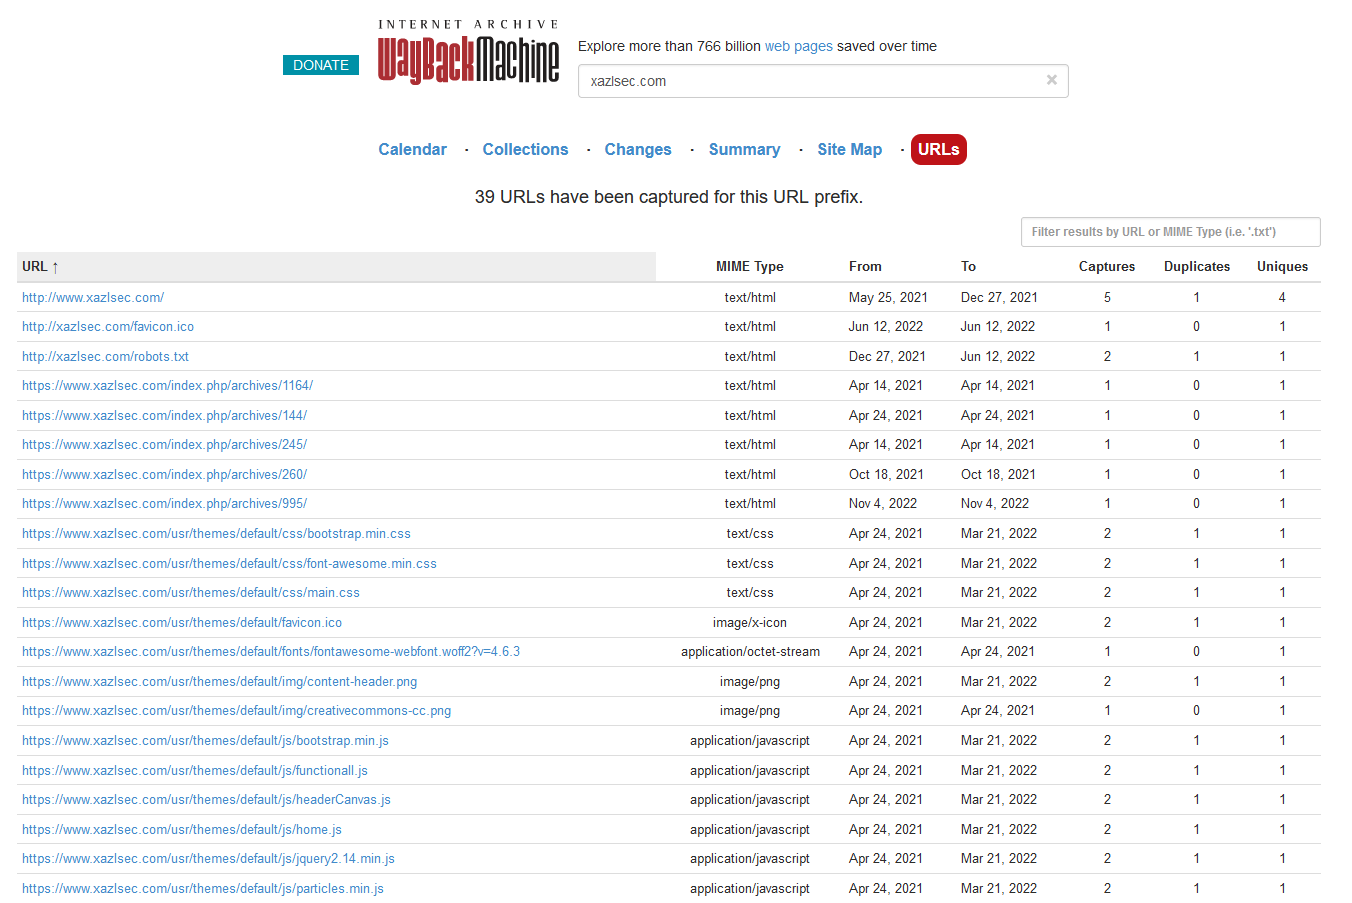 INTERNET ARCHIVE
WayBackMachine
DONATE
Explore more than 766 billion web pages saved over time
xazlsec.com ×
Calendar · Collections · Changes · Summary · Site Map · URLs
39 URLs have been captured for this URL prefix.
Filter results by URL or MIME Type (i.e. '.txt')
URL ↑ MIME Type From To Captures Duplicates Uniques
http://www.xazlsec.com/ text/html May 25, 2021 Dec 27, 2021 5 1 4
http://xazlsec.com/favicon.ico text/html Jun 12, 2022 Jun 12, 2022 1 0 1
http://xazlsec.com/robots.txt text/html Dec 27, 2021 Jun 12, 2022 2 1 1
https://www.xazlsec.com/index.php/archives/1164/ text/html Apr 14, 2021 Apr 14, 2021 1 0 1
https://www.xazlsec.com/index.php/archives/144/ text/html Apr 24, 2021 Apr 24, 2021 1 0 1
https://www.xazlsec.com/index.php/archives/245/ text/html Apr 14, 2021 Apr 14, 2021 1 0 1
https://www.xazlsec.com/index.php/archives/260/ text/html Oct 18, 2021 Oct 18, 2021 1 0 1
https://www.xazlsec.com/index.php/archives/995/ text/html Nov 4, 2022 Nov 4, 2022 1 0 1
https://www.xazlsec.com/usr/themes/default/css/bootstrap.min.css text/css Apr 24, 2021 Mar 21, 2022 2 1 1
https://www.xazlsec.com/usr/themes/default/css/font-awesome.min.css text/css Apr 24, 2021 Mar 21, 2022 2 1 1
https://www.xazlsec.com/usr/themes/default/css/main.css text/css Apr 24, 2021 Mar 21, 2022 2 1 1
https://www.xazlsec.com/usr/themes/default/favicon.ico image/x-icon Apr 24, 2021 Mar 21, 2022 2 1 1
https://www.xazlsec.com/usr/themes/default/fonts/fontawesome-webfont.woff2?v=4.6.3 application/octet-stream Apr 24, 2021 Apr 24, 2021 1 0 1
https://www.xazlsec.com/usr/themes/default/img/content-header.png image/png Apr 24, 2021 Mar 21, 2022 2 1 1
https://www.xazlsec.com/usr/themes/default/img/creativecommons-cc.png image/png Apr 24, 2021 Apr 24, 2021 1 0 1
https://www.xazlsec.com/usr/themes/default/js/bootstrap.min.js application/javascript Apr 24, 2021 Mar 21, 2022 2 1 1
https://www.xazlsec.com/usr/themes/default/js/functionall.js application/javascript Apr 24, 2021 Mar 21, 2022 2 1 1
https://www.xazlsec.com/usr/themes/default/js/headerCanvas.js application/javascript Apr 24, 2021 Mar 21, 2022 2 1 1
https://www.xazlsec.com/usr/themes/default/js/home.js application/javascript Apr 24, 2021 Mar 21, 2022 2 1 1
https://www.xazlsec.com/usr/themes/default/js/jquery2.14.min.js application/javascript Apr 24, 2021 Mar 21, 2022 2 1 1
https://www.xazlsec.com/usr/themes/default/js/particles.min.js application/javascript Apr 24, 2021 Mar 21, 2022 2 1 1